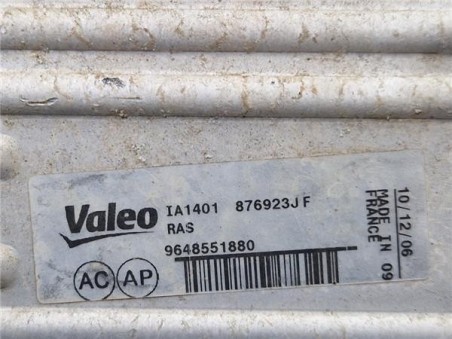 Valeo
IA1401 876923J F
RAS
9648551880
AC AP
10/12/06
MADE IN 09
FRANCE